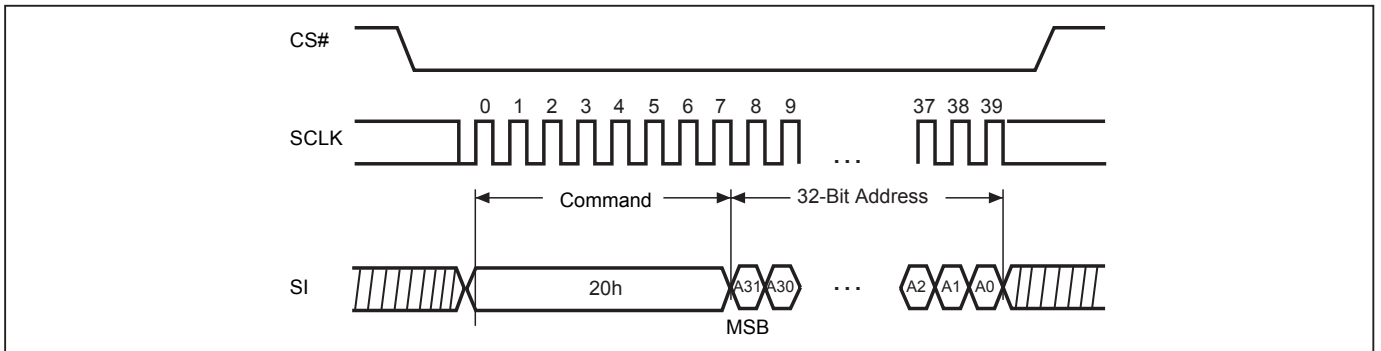 CS#
0 1 2 3 4 5 6 7 8 9 37 38 39
SCLK
...
Command 32-Bit Address
SI 20h A31 A30 ... A2 A1 A0
MSB